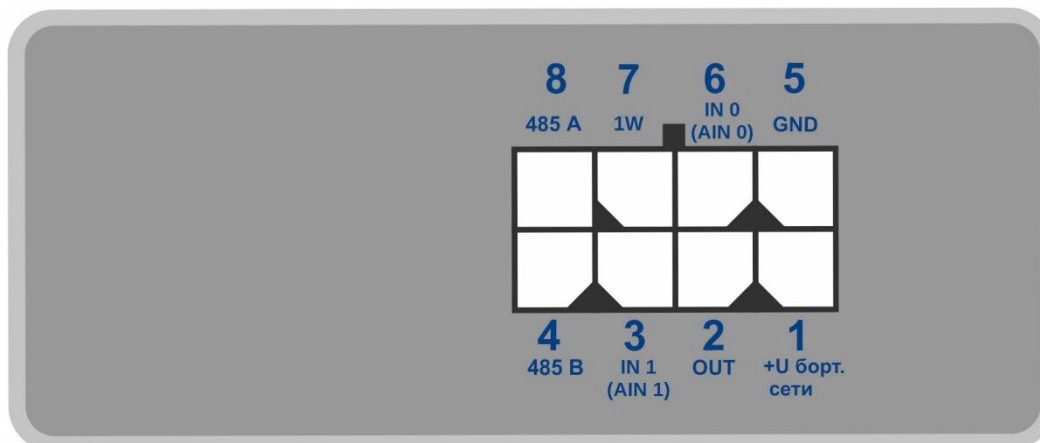 8 7 6 5
485 A 1W IN 0 GND
(AIN 0)
4 3 2 1
485 B IN 1 OUT +U борт.
(AIN 1) сети